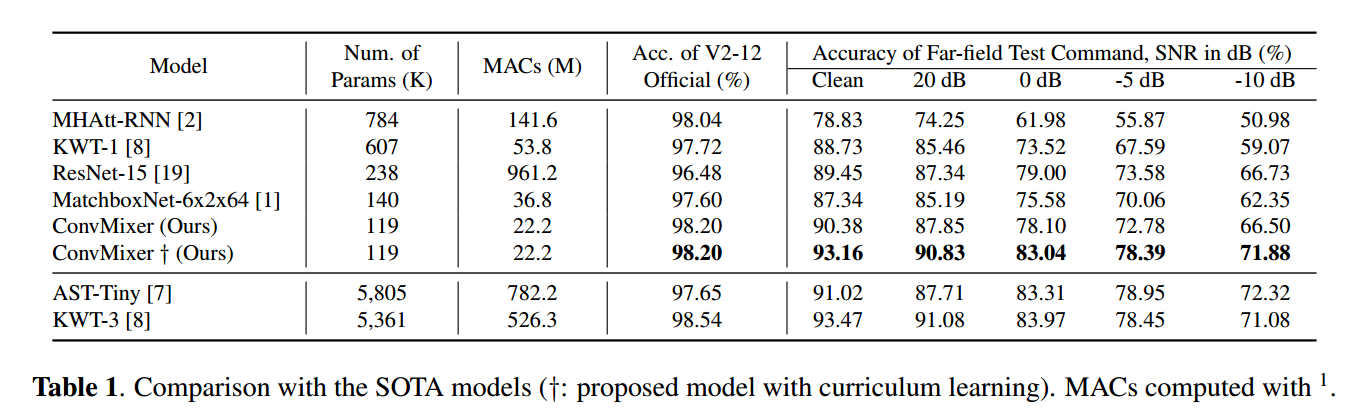 Model Num. of Params (K) MACs (M) Acc. of V2-12 Official (%) Accuracy of Far-field Test Command, SNR in dB (%)
Clean 20 dB 0 dB -5 dB -10 dB
MHAtt-RNN [2] 784 141.6 98.04 78.83 74.25 61.98 55.87 50.98
KWT-1 [8] 607 53.8 97.72 88.73 85.46 73.52 67.59 59.07
ResNet-15 [19] 238 961.2 96.48 89.45 87.34 79.00 73.58 66.73
MatchboxNet-6x2x64 [1] 140 36.8 97.60 87.34 85.19 75.58 70.06 62.35
ConvMixer (Ours) 119 22.2 98.20 90.38 87.85 78.10 72.78 66.50
ConvMixer † (Ours) 119 22.2 98.20 93.16 90.83 83.04 78.39 71.88
AST-Tiny [7] 5,805 782.2 97.65 91.02 87.71 83.31 78.95 72.32
KWT-3 [8] 5,361 526.3 98.54 93.47 91.08 83.97 78.45 71.08
Table 1. Comparison with the SOTA models (†: proposed model with curriculum learning). MACs computed with 1.